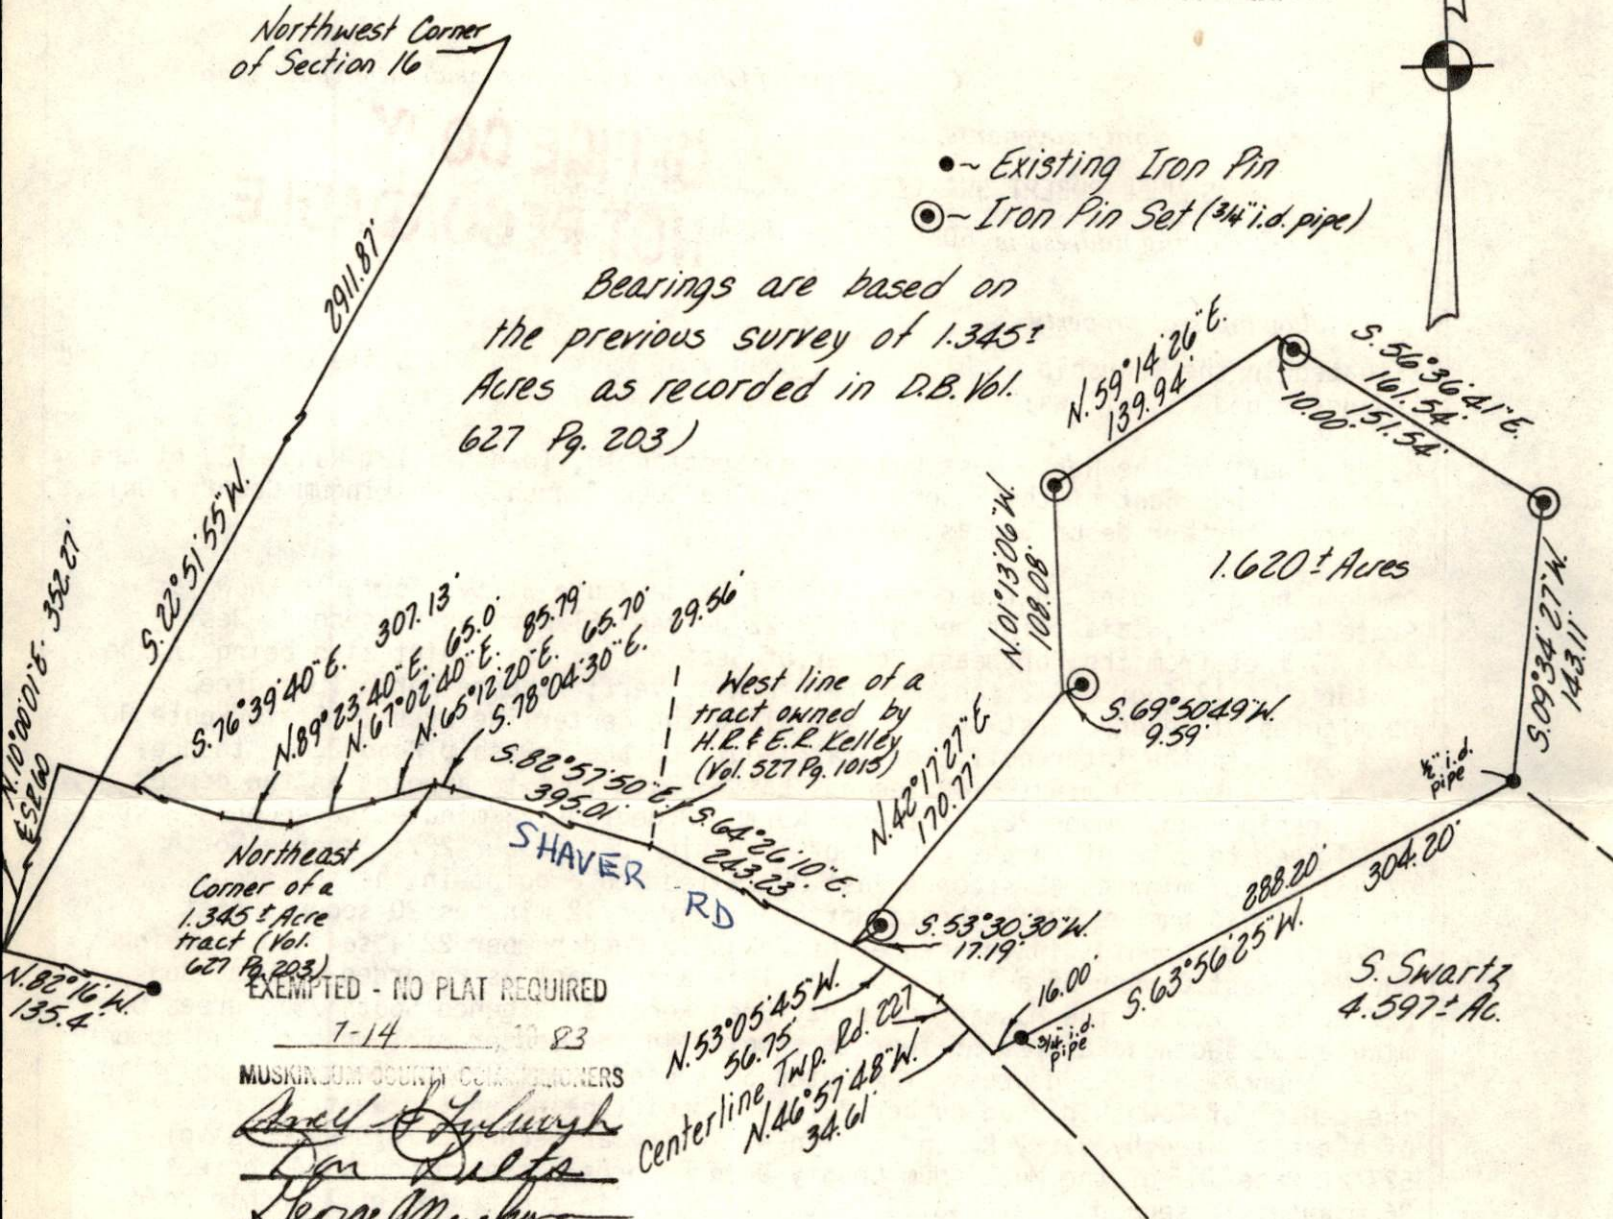 Northwest Corner
of Section 16
2911.87'
S. 22°51'55"W.
●~ Existing Iron Pin
~ Iron Pin Set (3/4" i.d. pipe)
Bearings are based on
the previous survey of 1.345±
Acres as recorded in D.B. Vol.
627 Pg. 203)
N. 59°14'26"E.
139.94'
S. 56°36'41"E.
161.54'
151.54'
10.00'
N. 01°13'06"W.
108.08'
1.620± Acres
S. 09°34'27"W.
143.11'
N. 10°00'01"E. 352.27'
S. 76°39'40"E. 307.13'
N. 89°23'40"E. 65.0'
N. 67°02'40"E. 85.79'
N. 65°12'20"E. 65.70'
S. 78°04'30"E. 29.56'
West line of a
tract owned by
H.R. & E.R. Kelley
(Vol. 527 Pg. 1015)
S. 69°50'49"W.
9.59'
1/2" i.d.
pipe
S. 82°57'50"E.
395.01'
SHAVER RD
S. 64°26'10"E.
243.23'
N. 42°17'27"E
170.77'
Northeast
Corner of a
1.345± Acre
tract (Vol.
627 Pg. 203)
S. 53°30'30"W.
17.19'
288.20'
304.20'
S. 63°56'25"W.
S. Swartz
4.597± Ac.
16.00'
3/4" i.d.
pipe
N. 82°16'W.
135.4'
N. 53°05'45"W.
56.75'
Centerline Twp. Rd. 227
N. 46°57'48"W.
34.61'
EXEMPTED - NO PLAT REQUIRED
7-14 19 83
MUSKINGUM COUNTY COMMISSIONERS